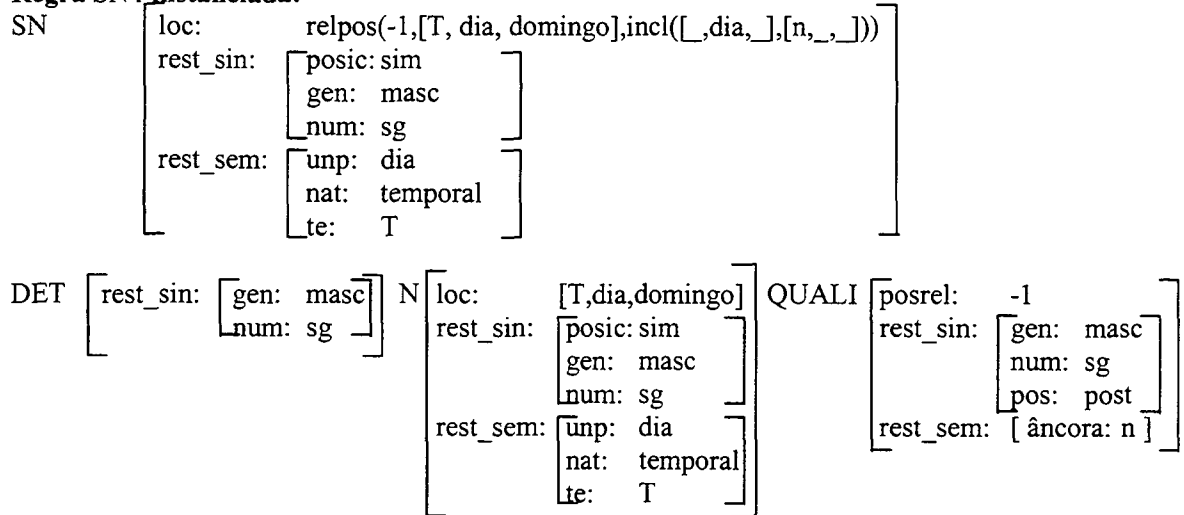 SN loc: relpos(-1,[T, dia, domingo],incl([_,dia,_],[n,_,_]))
rest_sin: posic: sim
gen: masc
num: sg
rest_sem: unp: dia
nat: temporal
te: T
DET rest_sin: gen: masc N loc: [T,dia,domingo] QUALI posrel: -1
num: sg rest_sin: posic: sim rest_sin: gen: masc
gen: masc num: sg
num: sg pos: post
rest_sem: unp: dia rest_sem: [ âncora: n ]
nat: temporal
te: T